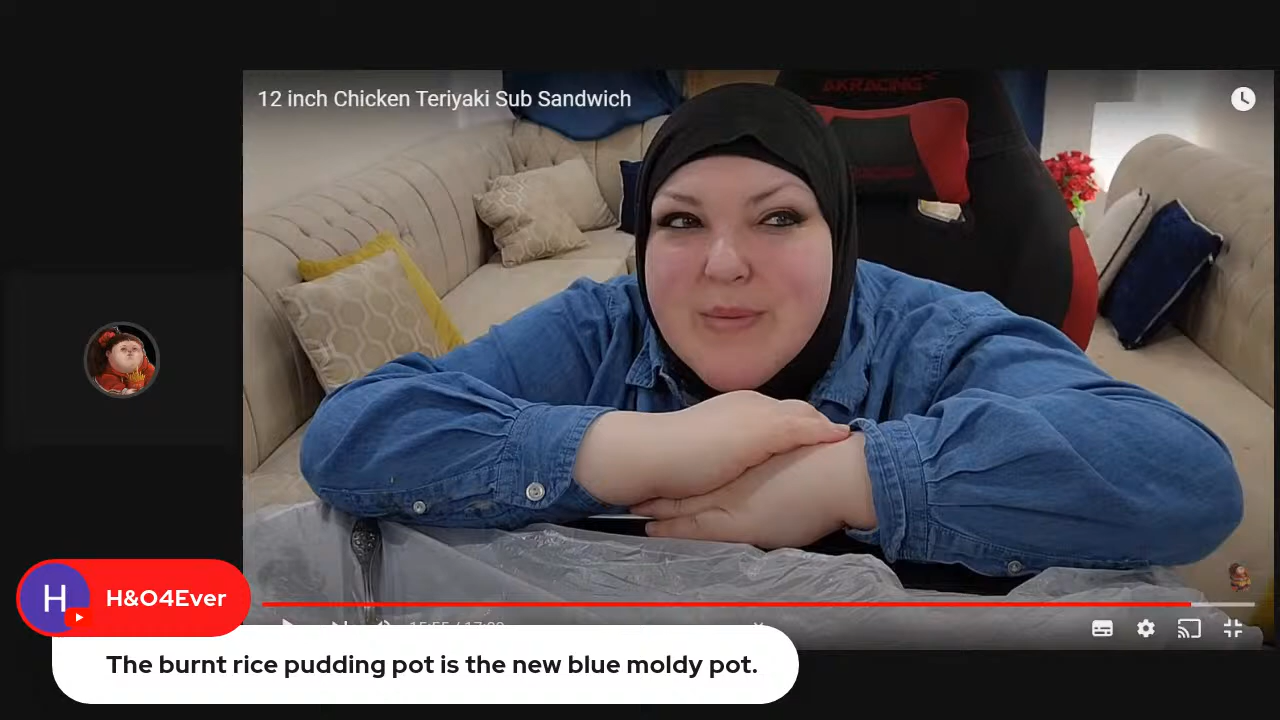 12 inch Chicken Teriyaki Sub Sandwich
AKRACING
H
H&O4Ever
The burnt rice pudding pot is the new blue moldy pot.